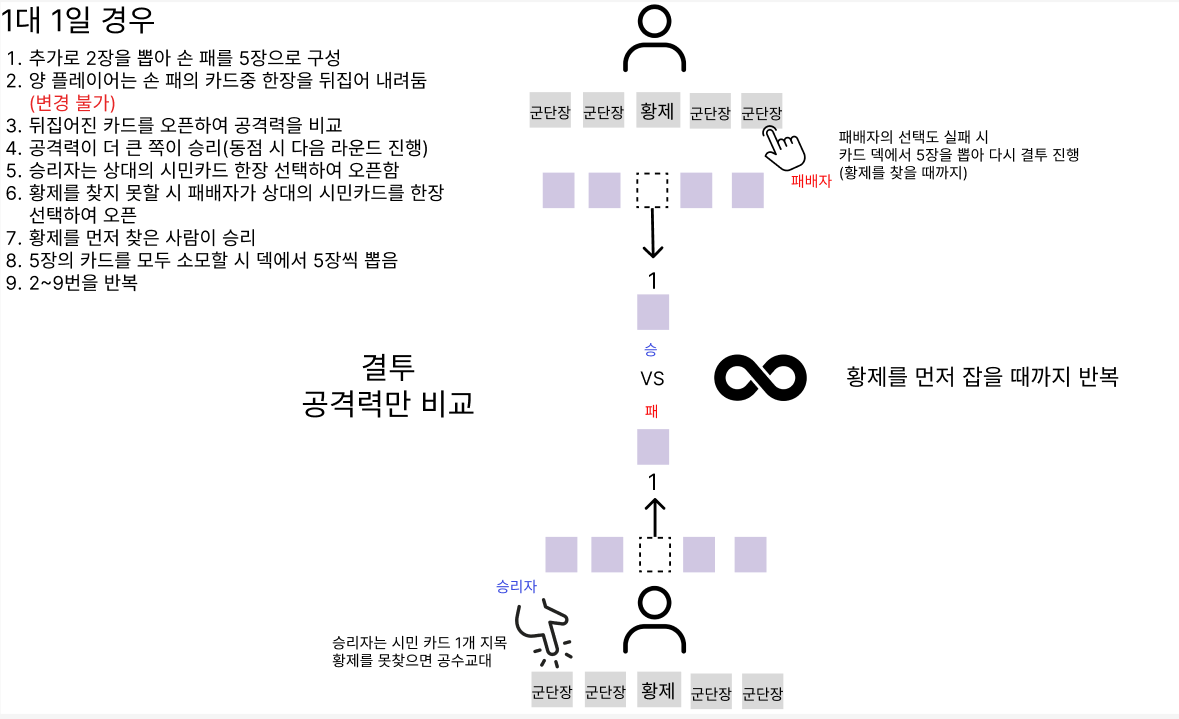 1대 1일 경우
1. 추가로 2장을 뽑아 손 패를 5장으로 구성
2. 양 플레이어는 손 패의 카드중 한장을 뒤집어 내려둠
(변경 불가)
3. 뒤집어진 카드를 오픈하여 공격력을 비교
4. 공격력이 더 큰 쪽이 승리(동점 시 다음 라운드 진행)
5. 승리자는 상대의 시민카드 한장 선택하여 오픈함
6. 황제를 찾지 못할 시 패배자가 상대의 시민카드를 한장
선택하여 오픈
7. 황제를 먼저 찾은 사람이 승리
8. 5장의 카드를 모두 소모할 시 덱에서 5장씩 뽑음
9. 2~9번을 반복
군단장 군단장 황제 군단장 군단장
패배자
패배자의 선택도 실패 시
카드 덱에서 5장을 뽑아 다시 결투 진행
(황제를 찾을 때까지)
1
승
VS
패
1
결투
공격력만 비교
황제를 먼저 잡을 때까지 반복
승리자
승리자는 시민 카드 1개 지목
황제를 못찾으면 공수교대
군단장 군단장 황제 군단장 군단장